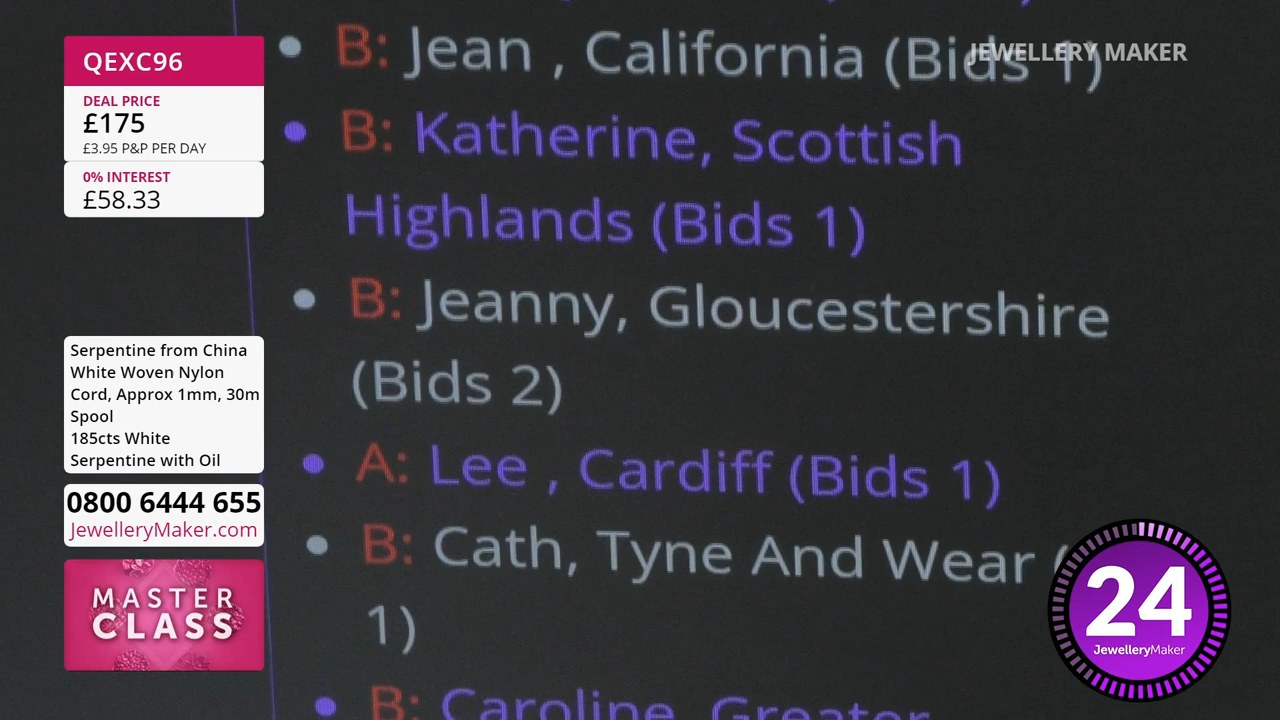 QEXC96
DEAL PRICE
£175
£3.95 P&P PER DAY
0% INTEREST
£58.33
Serpentine from China
White Woven Nylon
Cord, Approx 1mm, 30m
Spool
185cts White
Serpentine with Oil
0800 6444 655
JewelleryMaker.com
MASTER
CLASS
JEWELLERY MAKER
B: Jean , California (Bids 1)
B: Katherine, Scottish
Highlands (Bids 1)
B: Jeanny, Gloucestershire
(Bids 2)
A: Lee , Cardiff (Bids 1)
B: Cath, Tyne And Wear (
1)
B: Caroline, Greater
24
JewelleryMaker